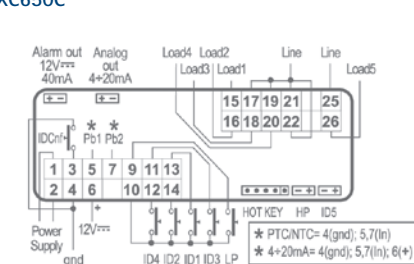 XC650C
Alarm out Analog
12V out
40mA 4÷20mA
Load4 Load2 Line Line
Load3 Load1 Load5
+ - + -
15 17 19 21 25
16 18 20 22 26
IDCnf * Pb1 * Pb2
1 3 5 7 9 11 13
2 4 6 10 12 14
+
Power Supply
12V
gnd
ID4 ID2 ID1 ID3 LP
HOT KEY HP ID5
- + - +
* PTC/NTC= 4(gnd); 5,7(In)
* 4÷20mA= 4(gnd); 5,7(In); 6(+)